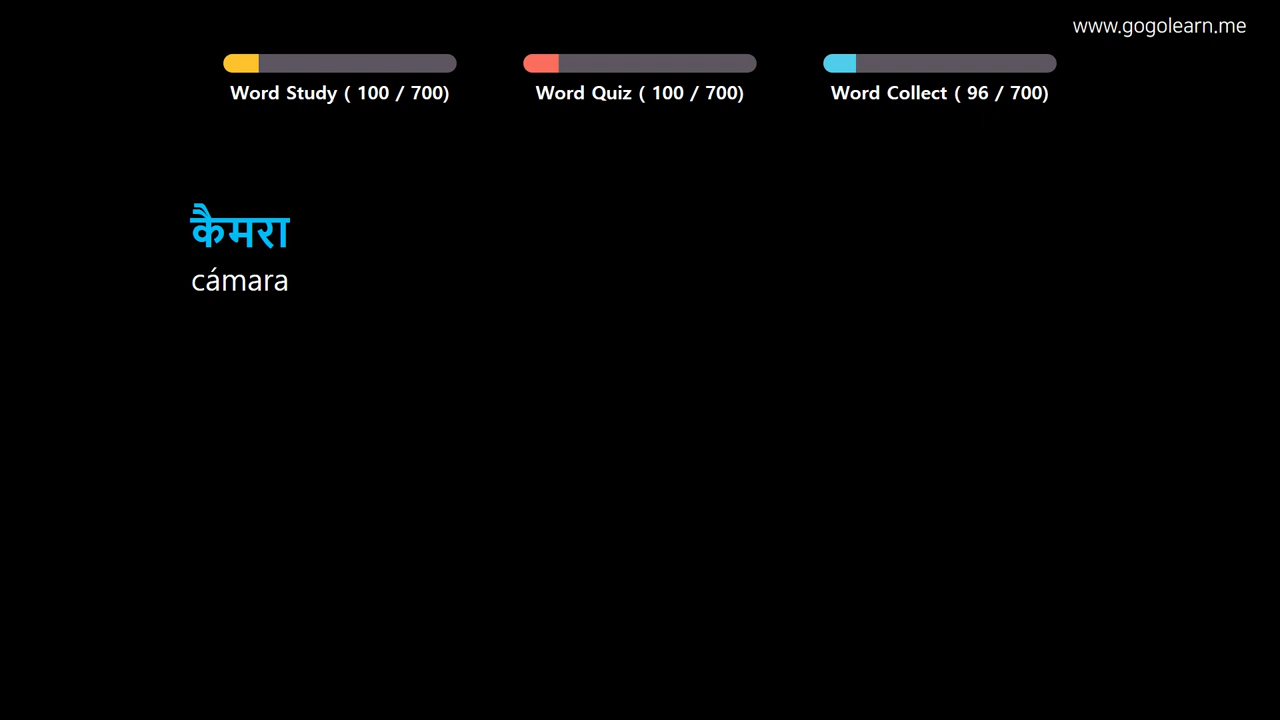 www.gogolearn.me
Word Study ( 100 / 700)
Word Quiz ( 100 / 700)
Word Collect ( 96 / 700)
कैमरा
cámara